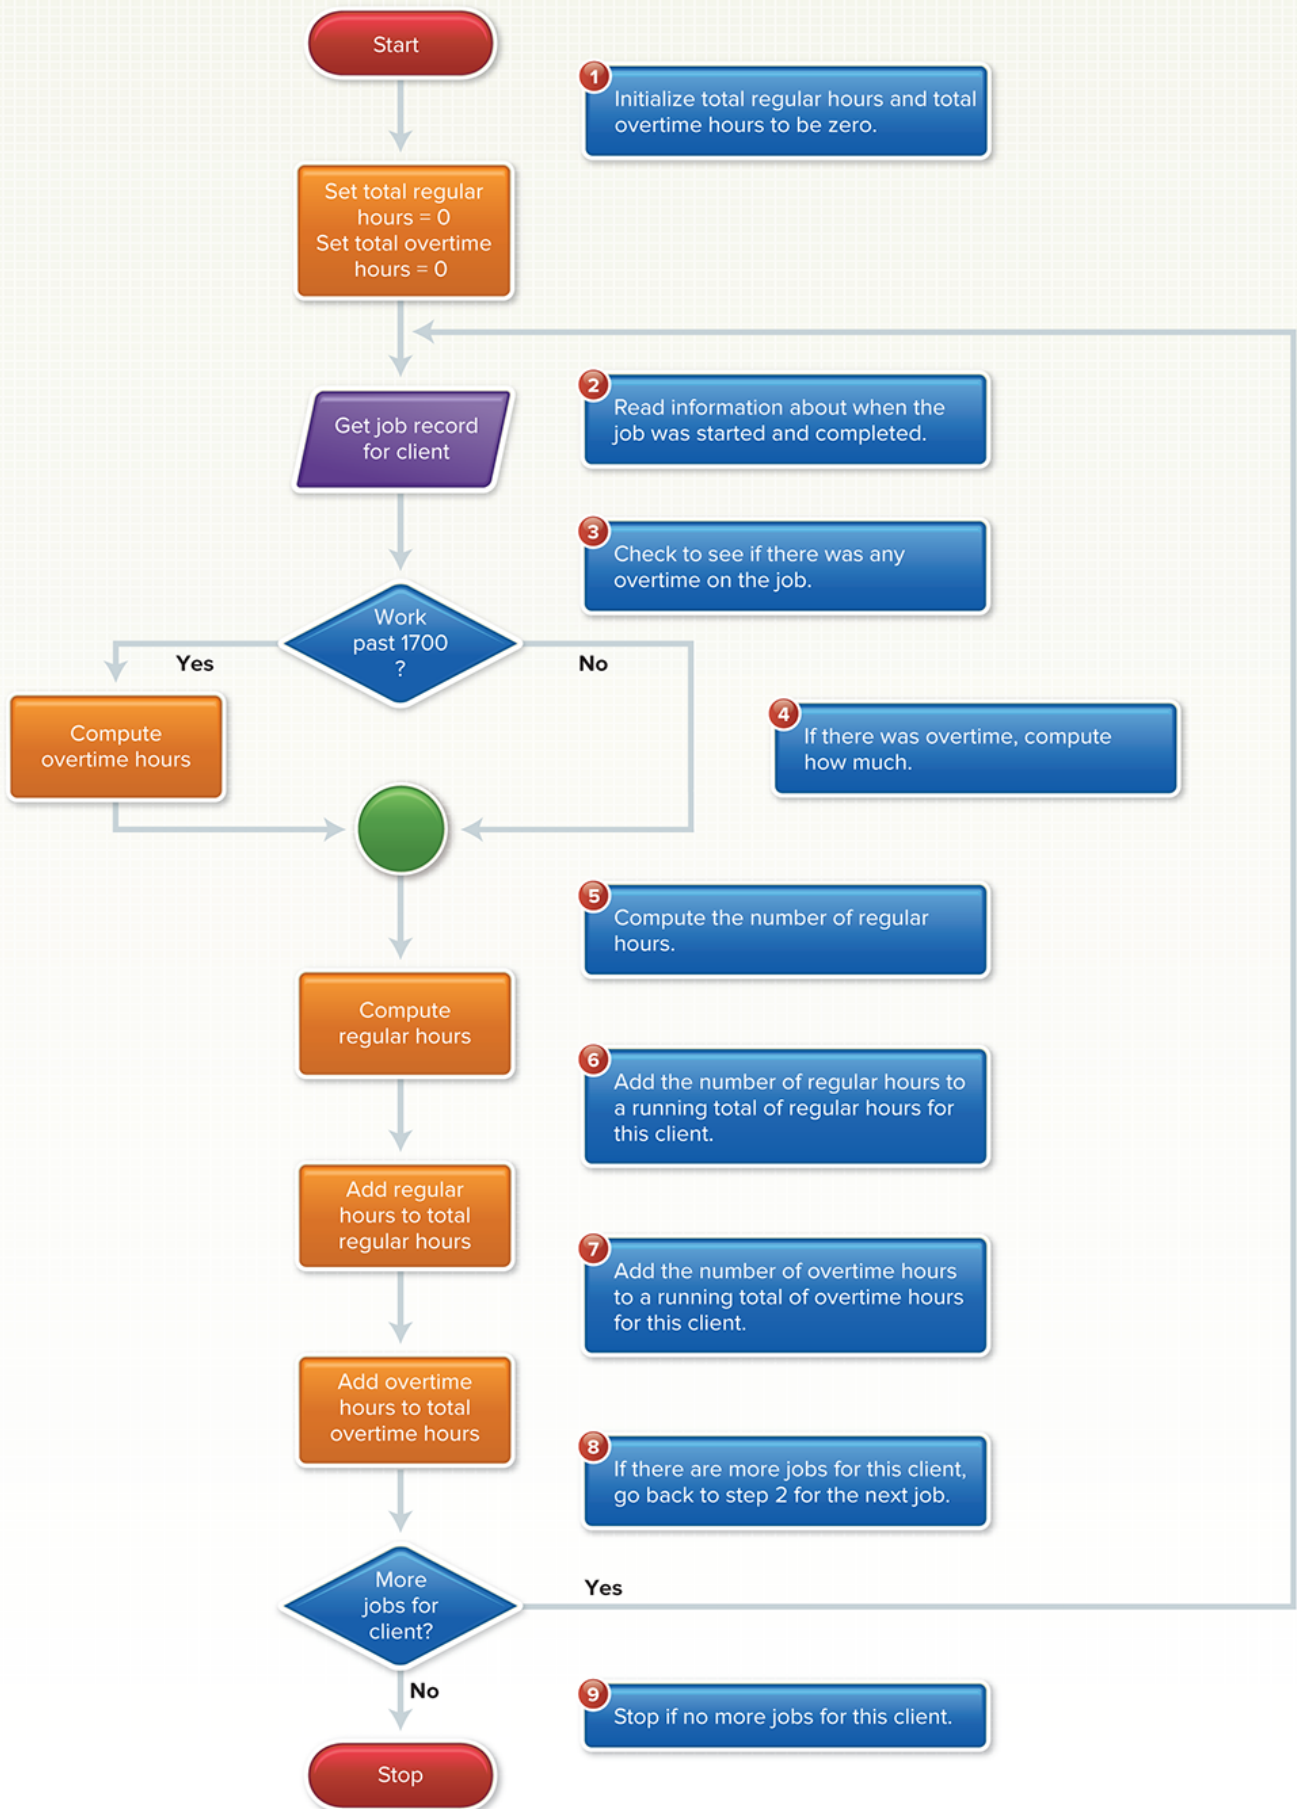 Start
1
Initialize total regular hours and total
overtime hours to be zero.
Set total regular
hours = 0
Set total overtime
hours = 0
Get job record
for client
2
Read information about when the
job was started and completed.
3
Check to see if there was any
overtime on the job.
Work
past 1700
?
Yes
No
Compute
overtime hours
4
If there was overtime, compute
how much.
5
Compute the number of regular
hours.
Compute
regular hours
6
Add the number of regular hours to
a running total of regular hours for
this client.
Add regular
hours to total
regular hours
7
Add the number of overtime hours
to a running total of overtime hours
for this client.
Add overtime
hours to total
overtime hours
8
If there are more jobs for this client,
go back to step 2 for the next job.
More
jobs for
client?
Yes
No
9
Stop if no more jobs for this client.
Stop